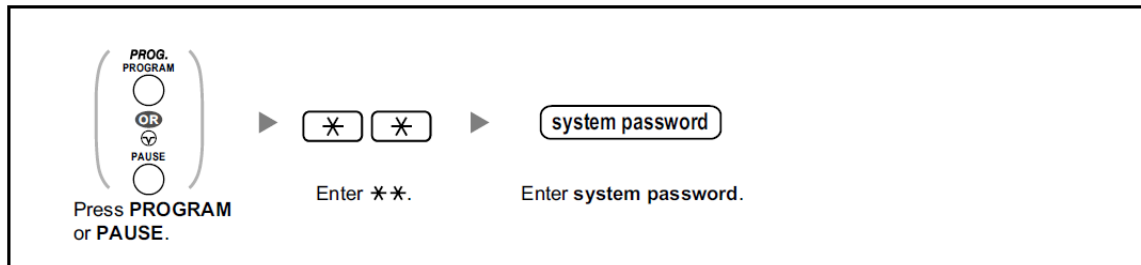 PROG.
PROGRAM
OR
PAUSE
Press PROGRAM
or PAUSE.
＊ ＊
Enter ＊＊.
system password
Enter system password.